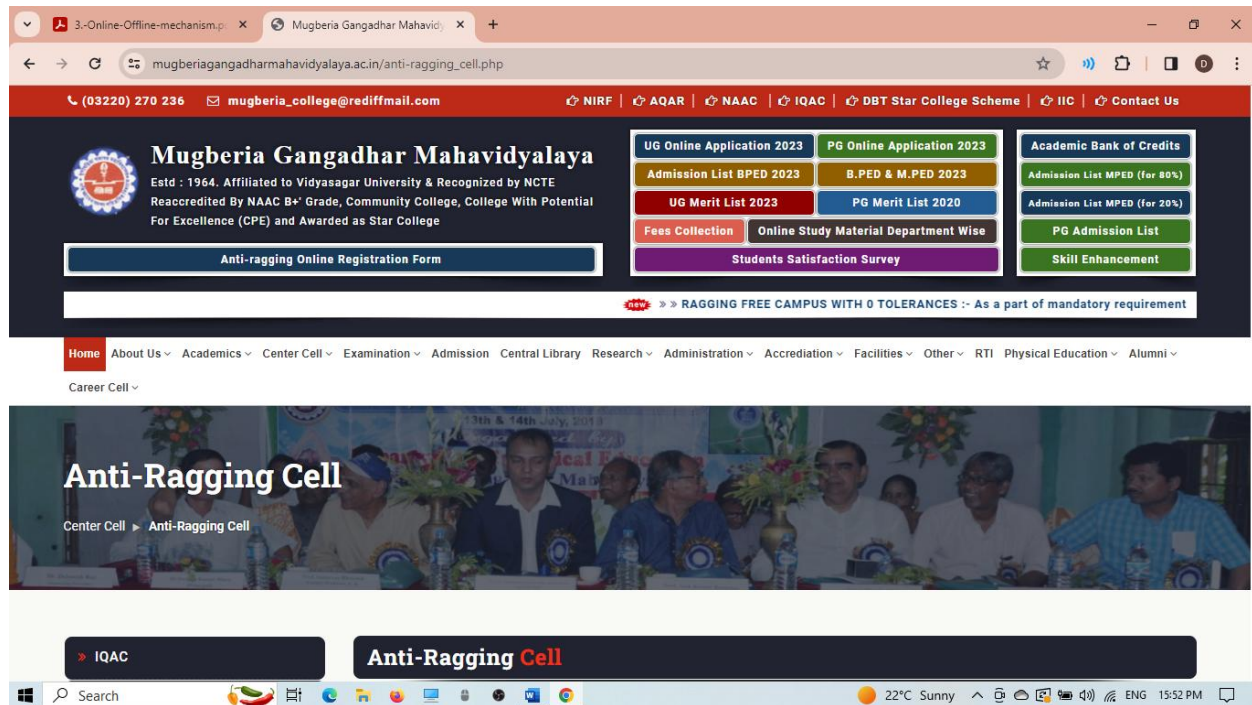 3.-Online-Offline-mechanism.p
Mugberia Gangadhar Mahavidy
mugberiagangadharmahavidyalaya.ac.in/anti-ragging_cell.php
D
(03220) 270 236 mugberia_college@rediffmail.com
NIRF | AQAR | NAAC | IQAC | DBT Star College Scheme | IIC | Contact Us
Mugberia Gangadhar Mahavidyalaya
Estd : 1964. Affiliated to Vidyasagar University & Recognized by NCTE
Reaccredited By NAAC B+' Grade, Community College, College With Potential
For Excellence (CPE) and Awarded as Star College
Anti-ragging Online Registration Form
UG Online Application 2023 PG Online Application 2023
Admission List BPED 2023 B.PED & M.PED 2023
UG Merit List 2023 PG Merit List 2020
Fees Collection Online Study Material Department Wise
Students Satisfaction Survey
Academic Bank of Credits
Admission List MPED (for 80%)
Admission List MPED (for 20%)
PG Admission List
Skill Enhancement
new » » RAGGING FREE CAMPUS WITH 0 TOLERANCES :- As a part of mandatory requirement
Home About Us Academics Center Cell Examination Admission Central Library Research Administration Accrediation Facilities Other RTI Physical Education Alumni
Career Cell
13th & 14th July, 2018
Anti-Ragging Cell
Center Cell ▸ Anti-Ragging Cell
» IQAC
Anti-Ragging Cell
Search
22°C Sunny ENG 15:52 PM